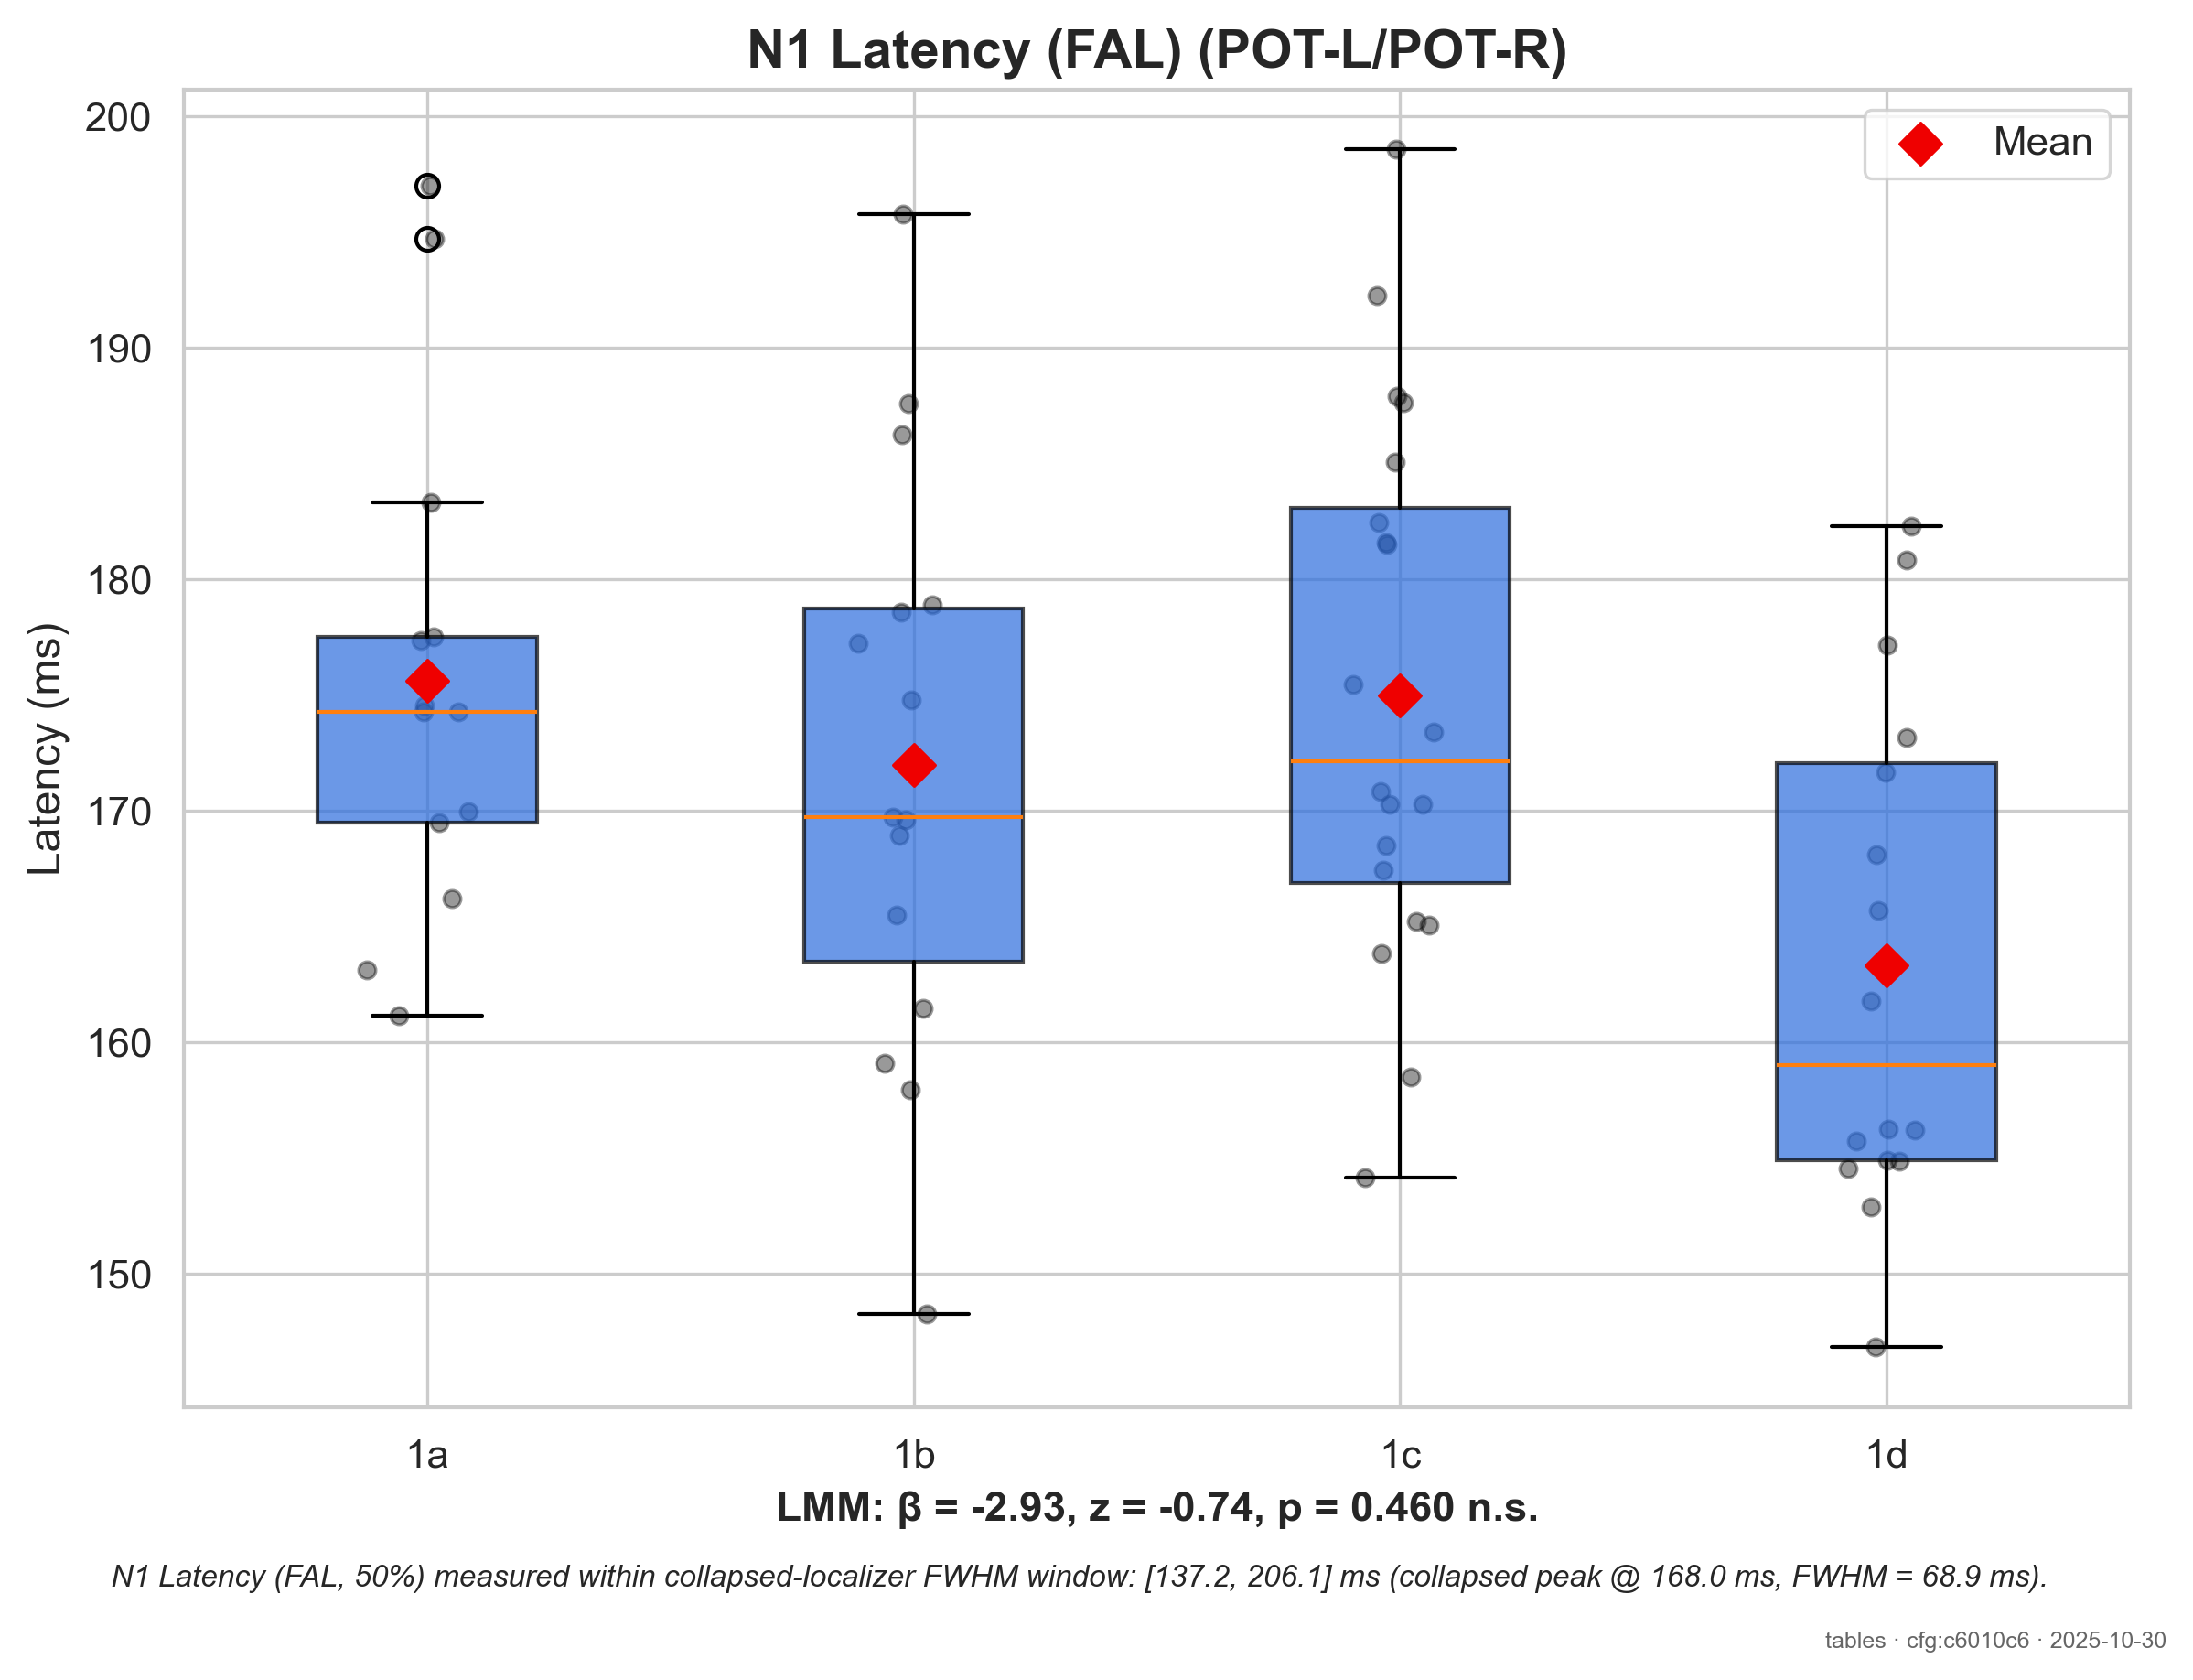 N1 Latency (FAL) (POT-L/POT-R)
Mean
Latency (ms)
200
190
180
170
160
150
1a 1b 1c 1d
LMM: β = -2.93, z = -0.74, p = 0.460 n.s.
N1 Latency (FAL, 50%) measured within collapsed-localizer FWHM window: [137.2, 206.1] ms (collapsed peak @ 168.0 ms, FWHM = 68.9 ms).
tables · cfg:c6010c6 · 2025-10-30